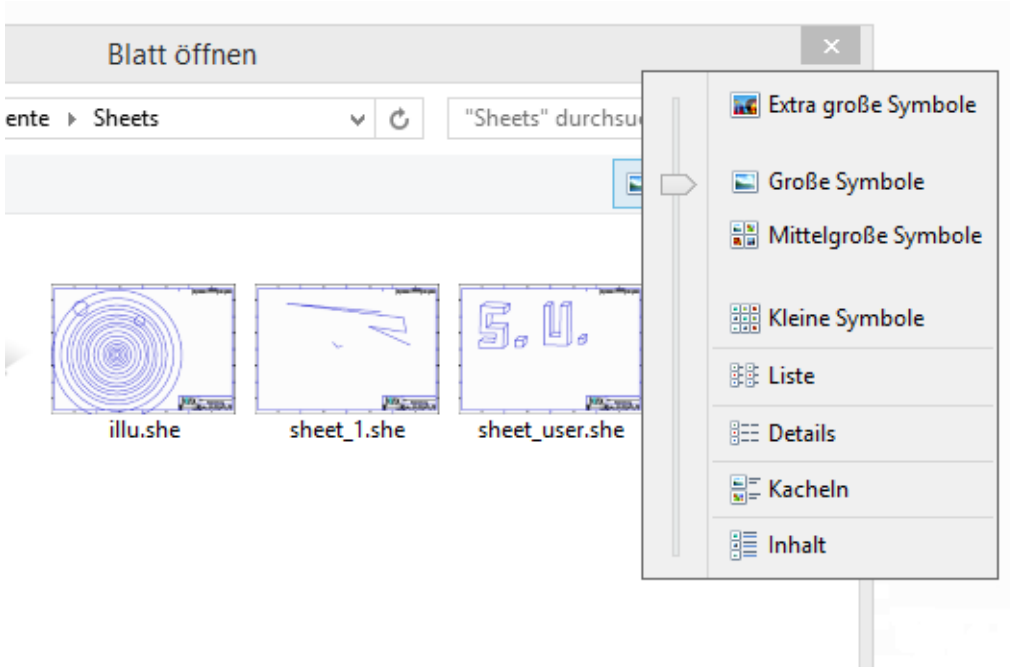 Blatt öffnen
ente Sheets
"Sheets" durchsu
Extra große Symbole
Große Symbole
Mittelgroße Symbole
Kleine Symbole
Liste
Details
Kacheln
Inhalt
S.U.
illu.she sheet_1.she sheet_user.she